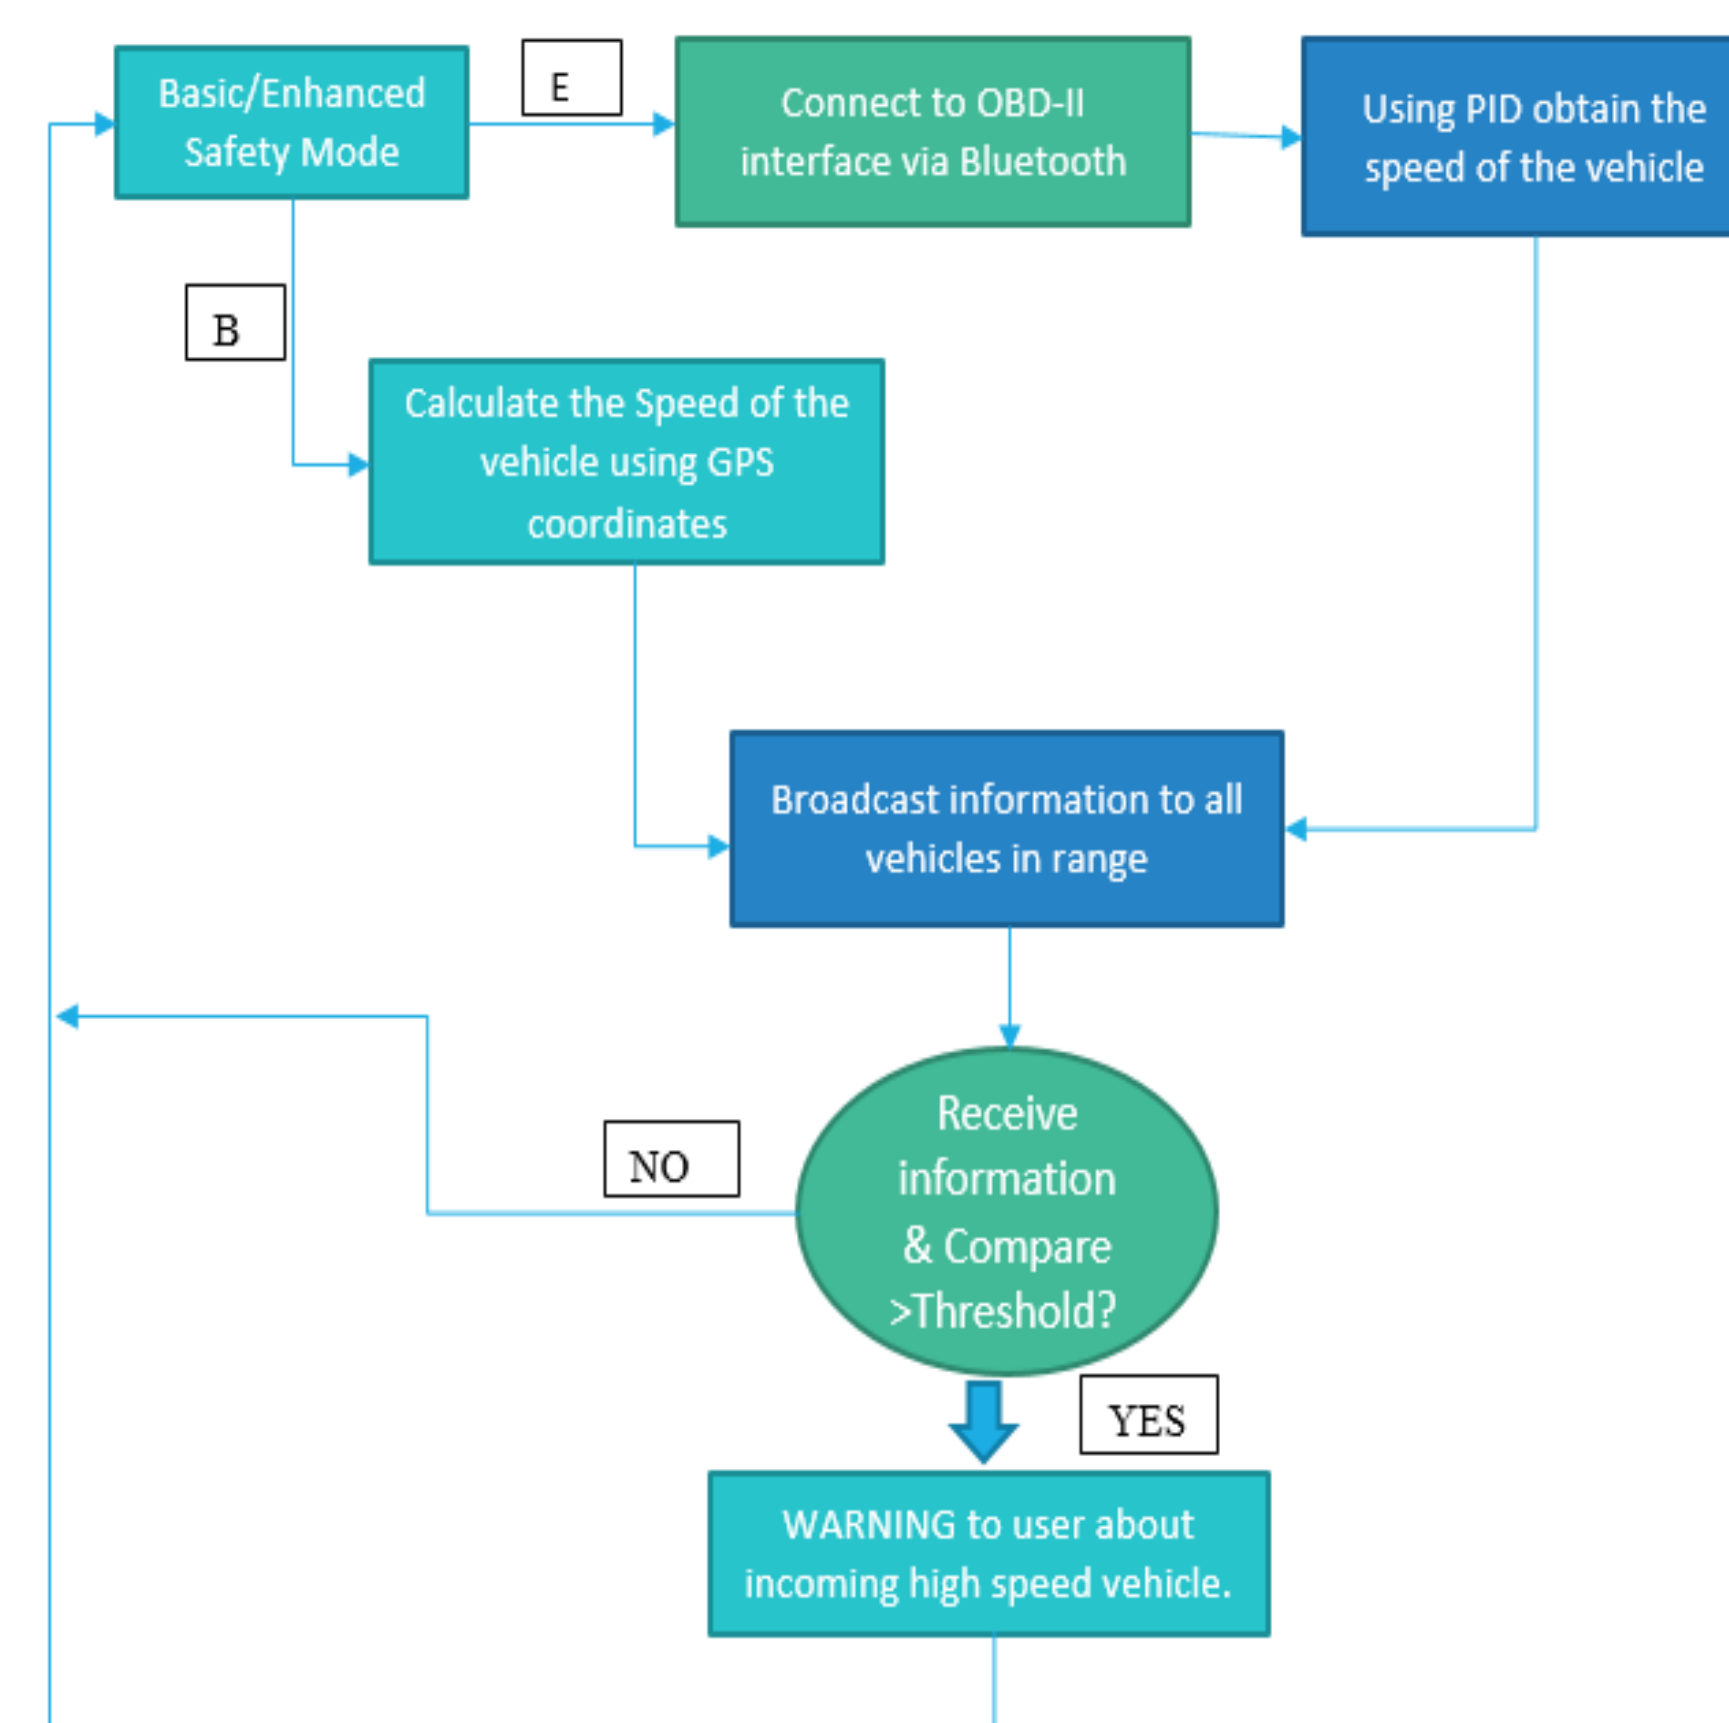 Basic/Enhanced
Safety Mode
E
Connect to OBD-II
interface via Bluetooth
Using PID obtain the
speed of the vehicle
B
Calculate the Speed of the
vehicle using GPS
coordinates
Broadcast information to all
vehicles in range
Receive
information
& Compare
>Threshold?
NO
YES
WARNING to user about
incoming high speed vehicle.